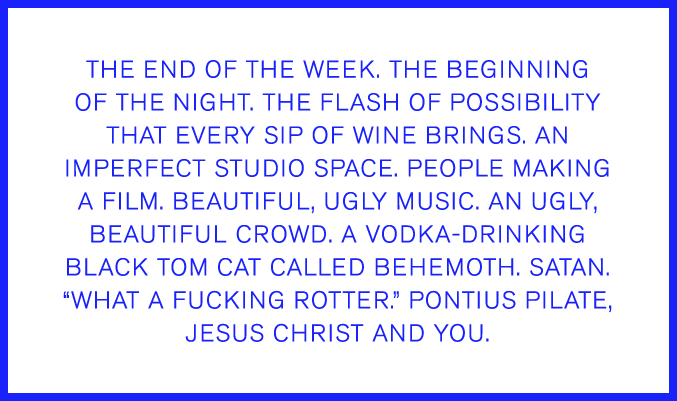 THE END OF THE WEEK. THE BEGINNING
OF THE NIGHT. THE FLASH OF POSSIBILITY
THAT EVERY SIP OF WINE BRINGS. AN
IMPERFECT STUDIO SPACE. PEOPLE MAKING
A FILM. BEAUTIFUL, UGLY MUSIC. AN UGLY,
BEAUTIFUL CROWD. A VODKA-DRINKING
BLACK TOM CAT CALLED BEHEMOTH. SATAN.
“WHAT A FUCKING ROTTER.” PONTIUS PILATE,
JESUS CHRIST AND YOU.